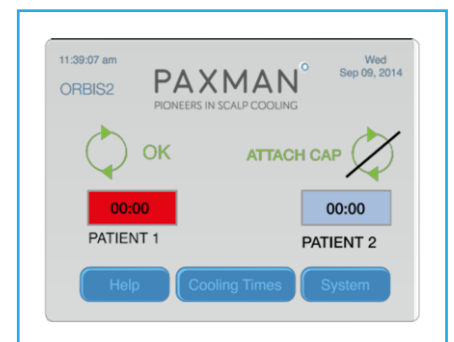 11:39:07 am
Wed
Sep 09, 2014
ORBIS2
PAXMAN
PIONEERS IN SCALP COOLING
OK
ATTACH CAP
00:00
00:00
PATIENT 1
PATIENT 2
Help
Cooling Times
System